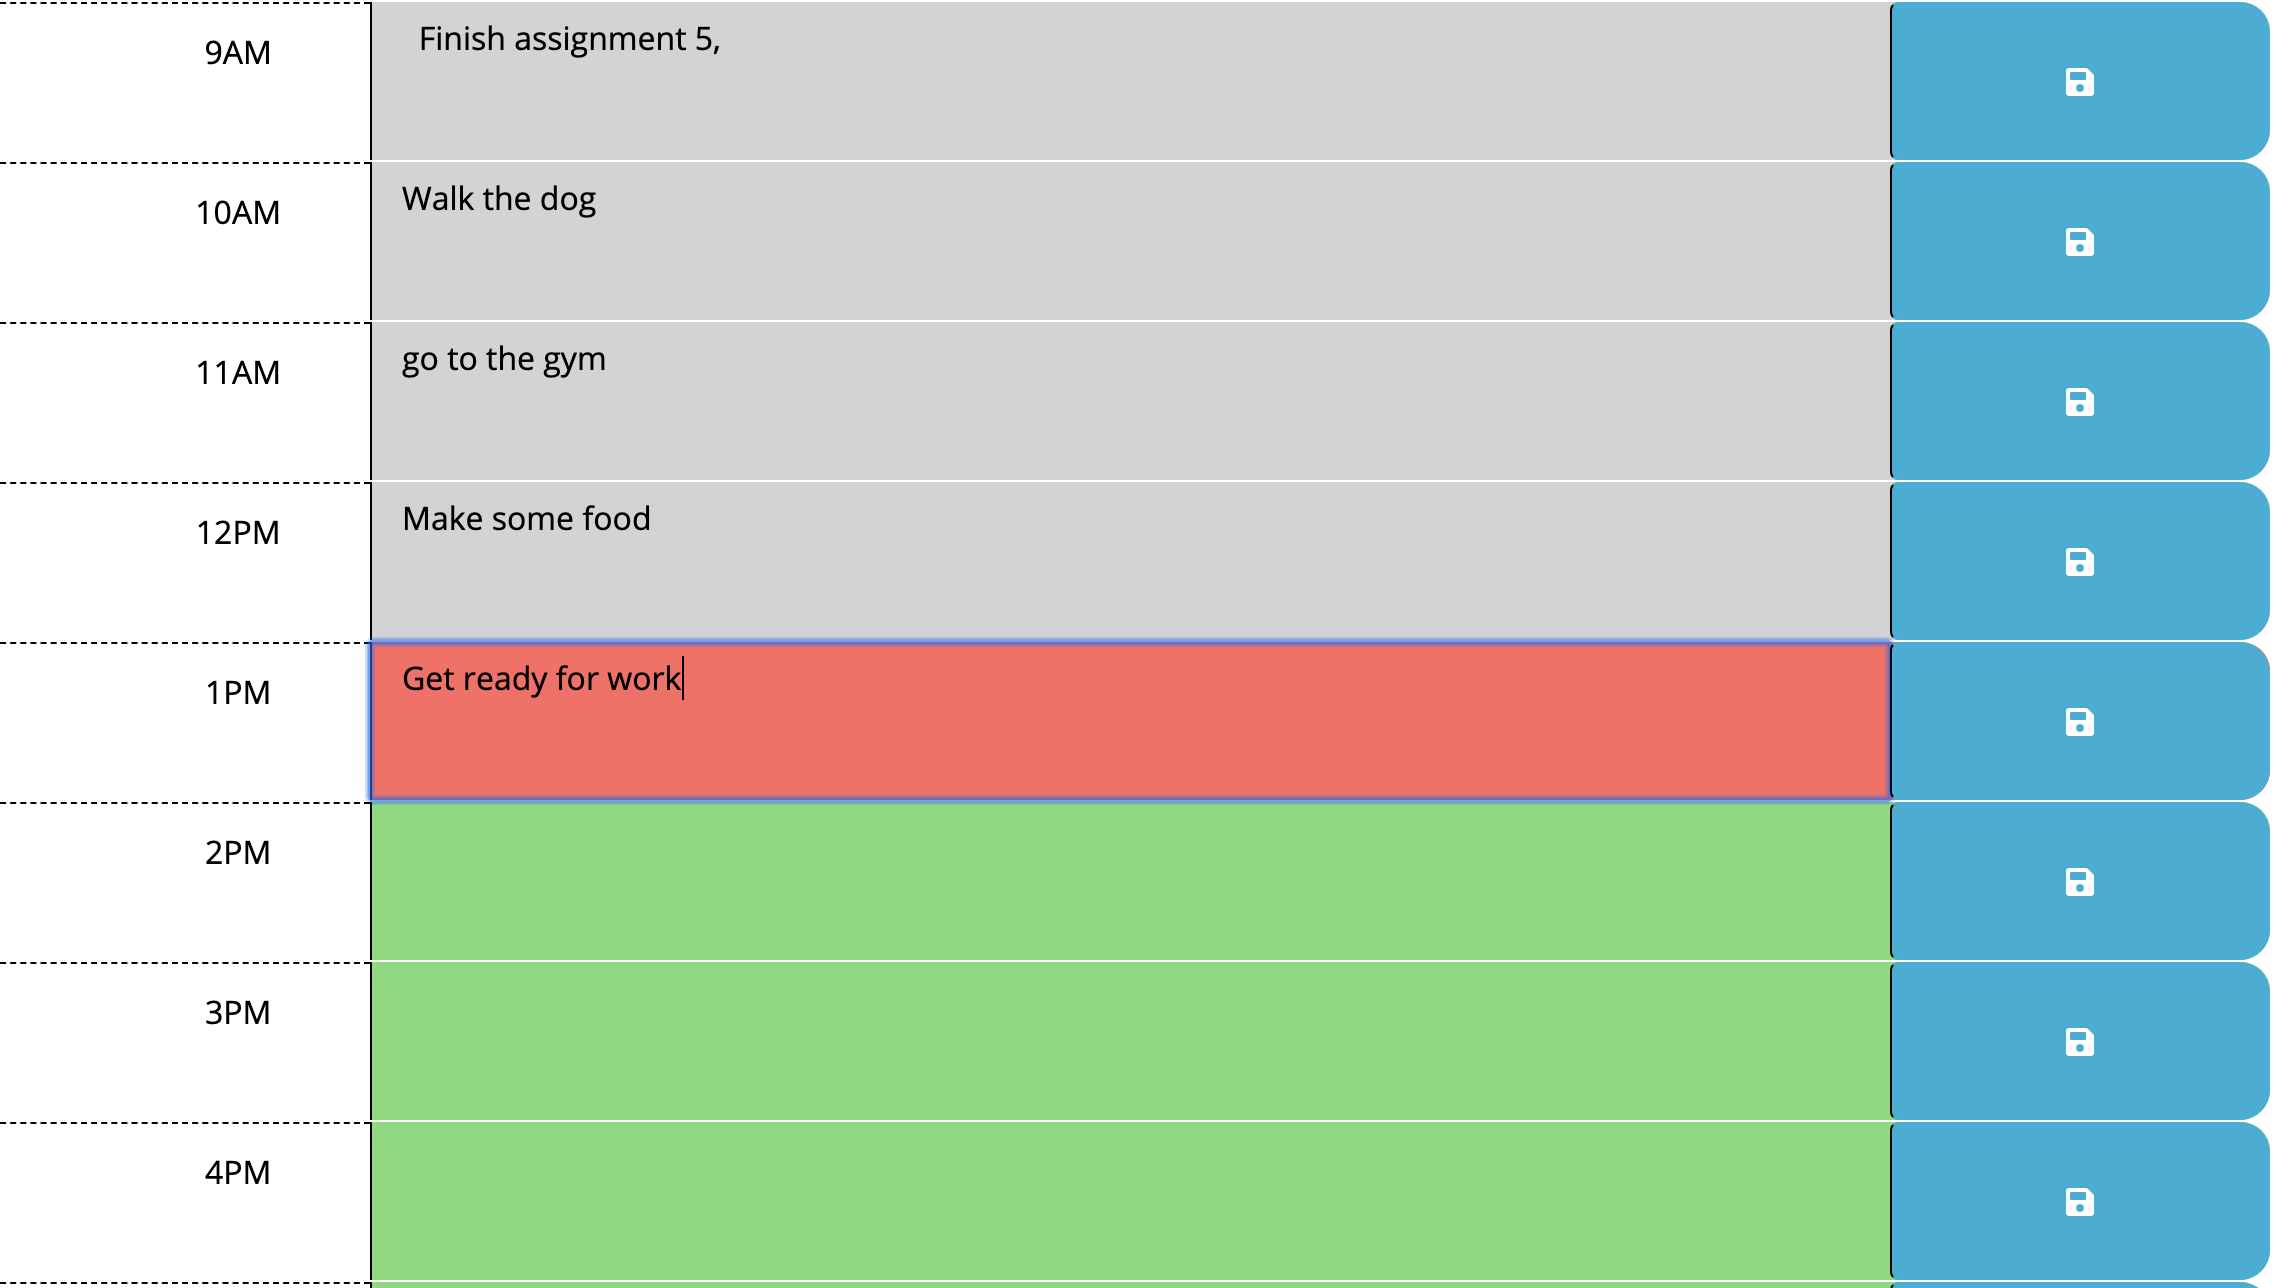 9AM
Finish assignment 5,
10AM
Walk the dog
11AM
go to the gym
12PM
Make some food
1PM
Get ready for work
2PM
3PM
4PM